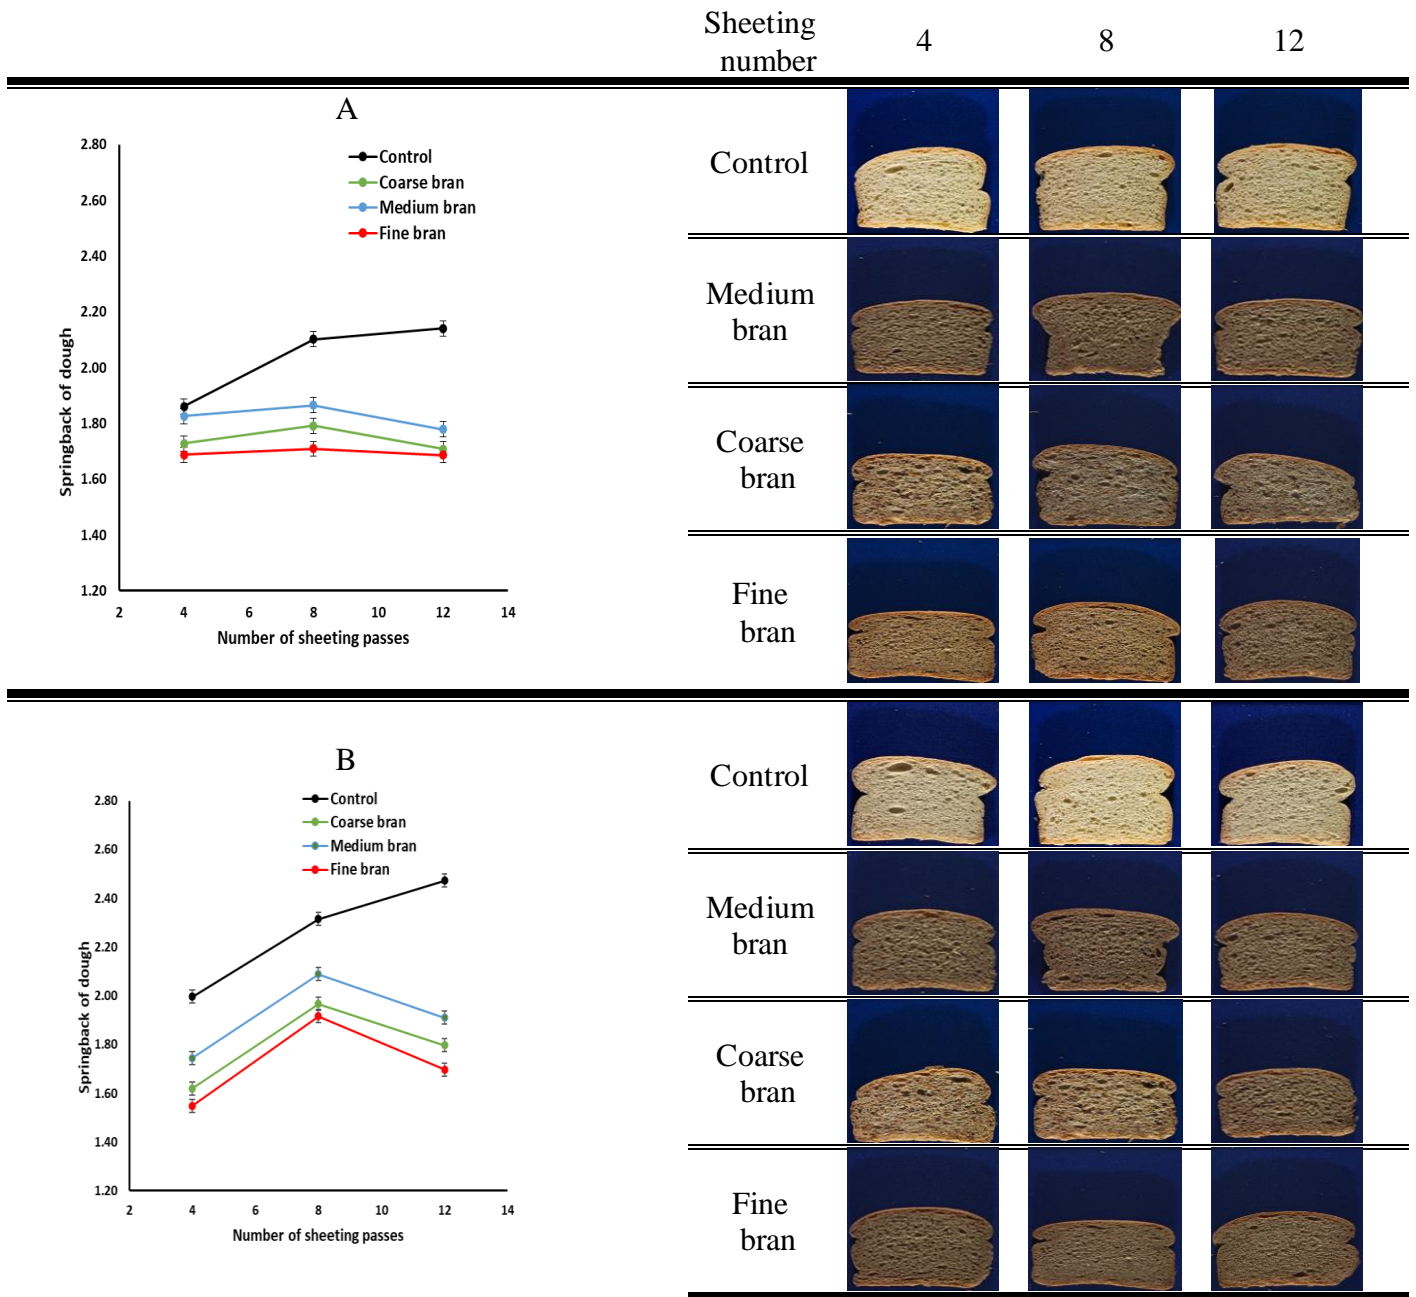 Sheeting number 4 8 12
A
2.80
2.60
2.40
2.20
2.00
1.80
1.60
1.40
1.20
2 4 6 8 10 12 14
Springback of dough
Number of sheeting passes
Control
Coarse bran
Medium bran
Fine bran
Control
Medium
bran
Coarse
bran
Fine
bran
B
2.80
2.60
2.40
2.20
2.00
1.80
1.60
1.40
1.20
2 4 6 8 10 12 14
Springback of dough
Number of sheeting passes
Control
Coarse bran
Medium bran
Fine bran
Control
Medium
bran
Coarse
bran
Fine
bran